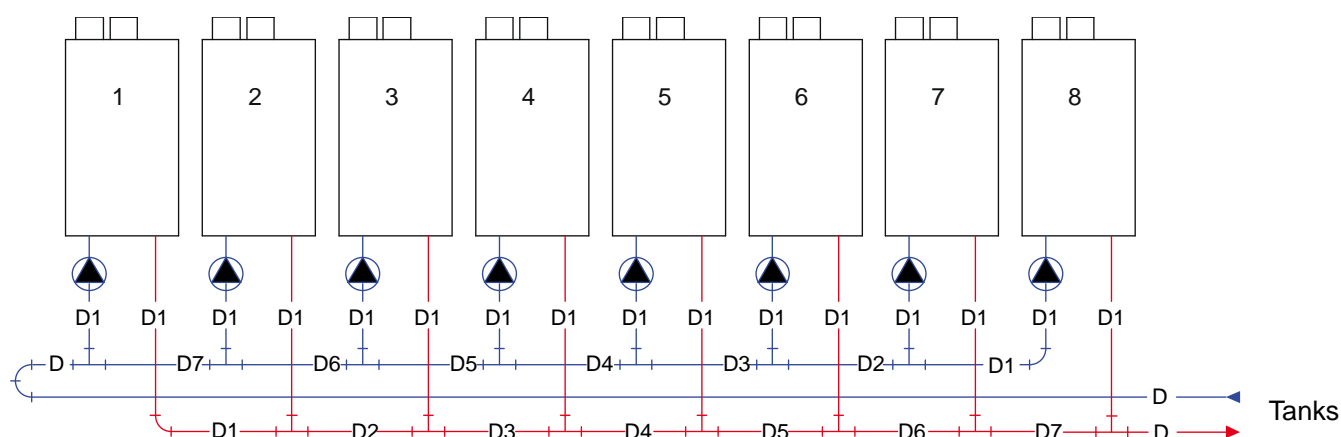 1 2 3 4 5 6 7 8
D1 D1 D1 D1 D1 D1 D1 D1 D1 D1 D1 D1 D1 D1 D1 D1
D D7 D6 D5 D4 D3 D2 D1
D
Tanks
D1 D2 D3 D4 D5 D6 D7 D